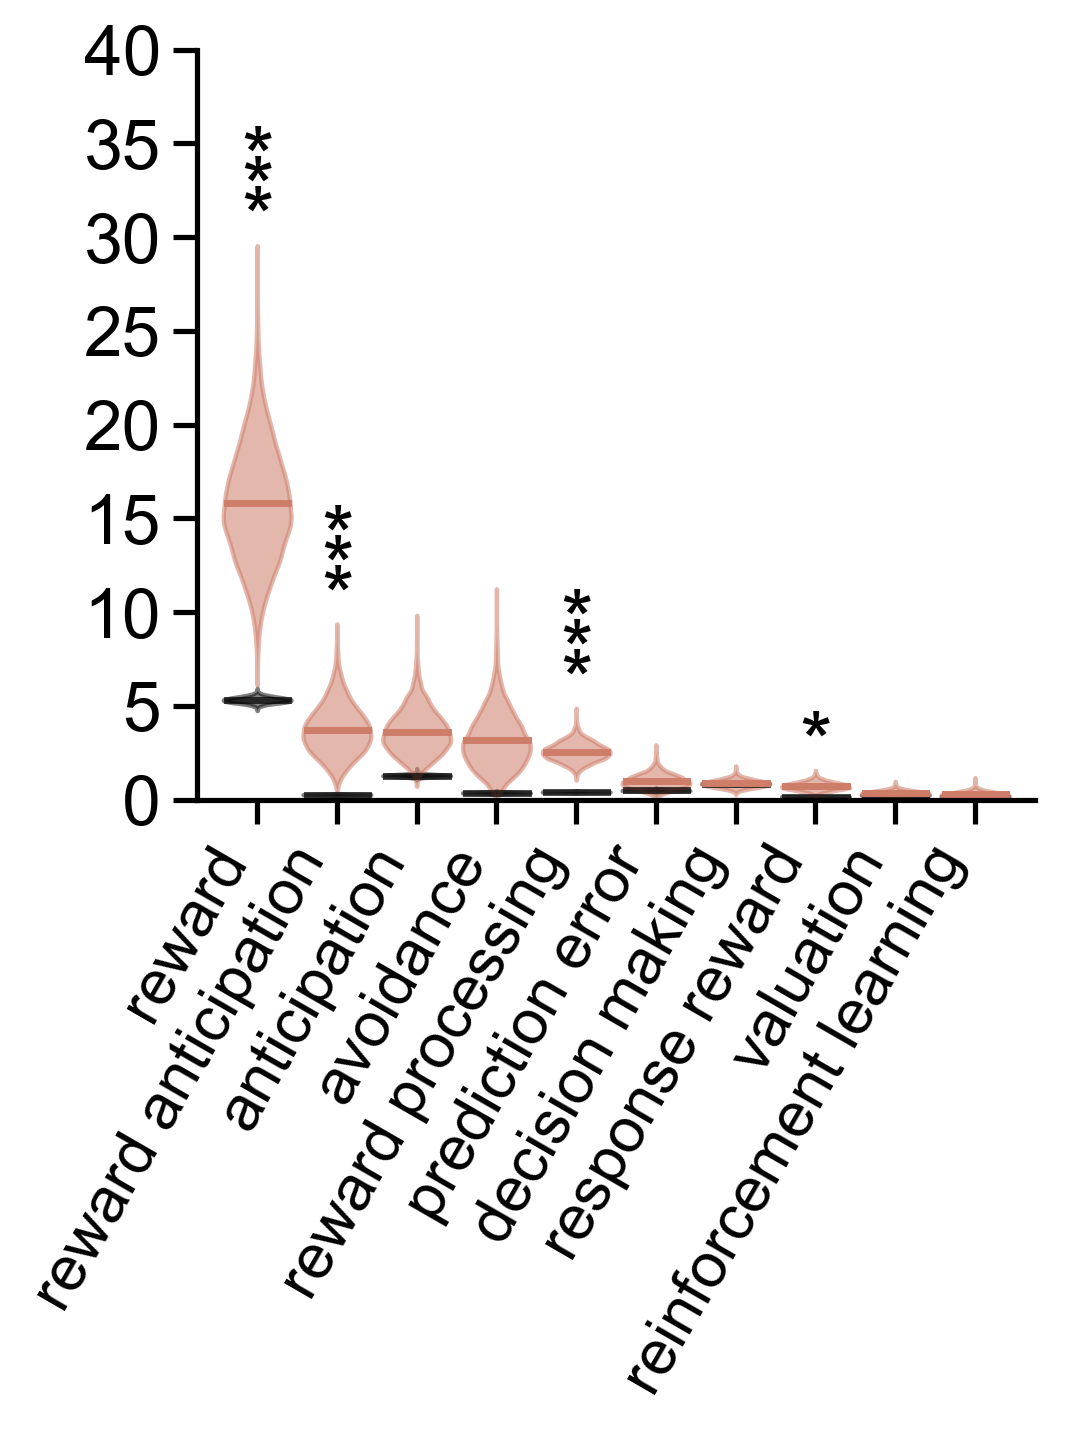 40
35
30
25
20
15
10
5
0
***
***
***
*
reward
reward anticipation
anticipation
avoidance
reward processing
prediction error
decision making
response reward
valuation
reinforcement learning